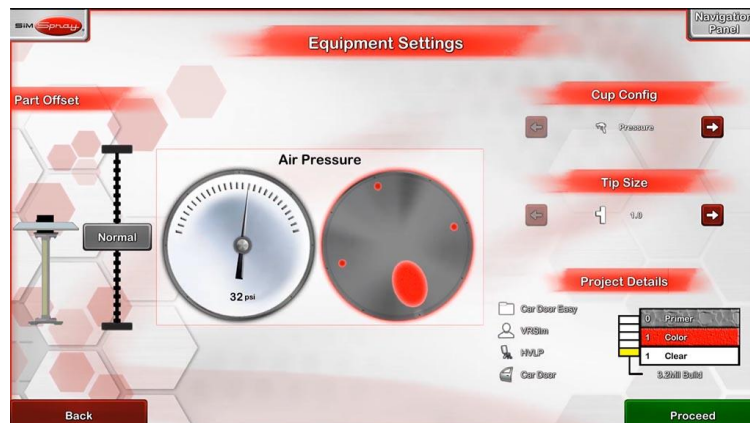 SiM Spray
Navigation
Panel
Equipment Settings
Part Offset
Normal
Air Pressure
32 psi
Cup Config
Pressure
Tip Size
1.0
Project Details
Car Door Easy
VRSim
HVLP
Car Door
0 Primer
1 Color
1 Clear
3.2Mil Build
Back
Proceed